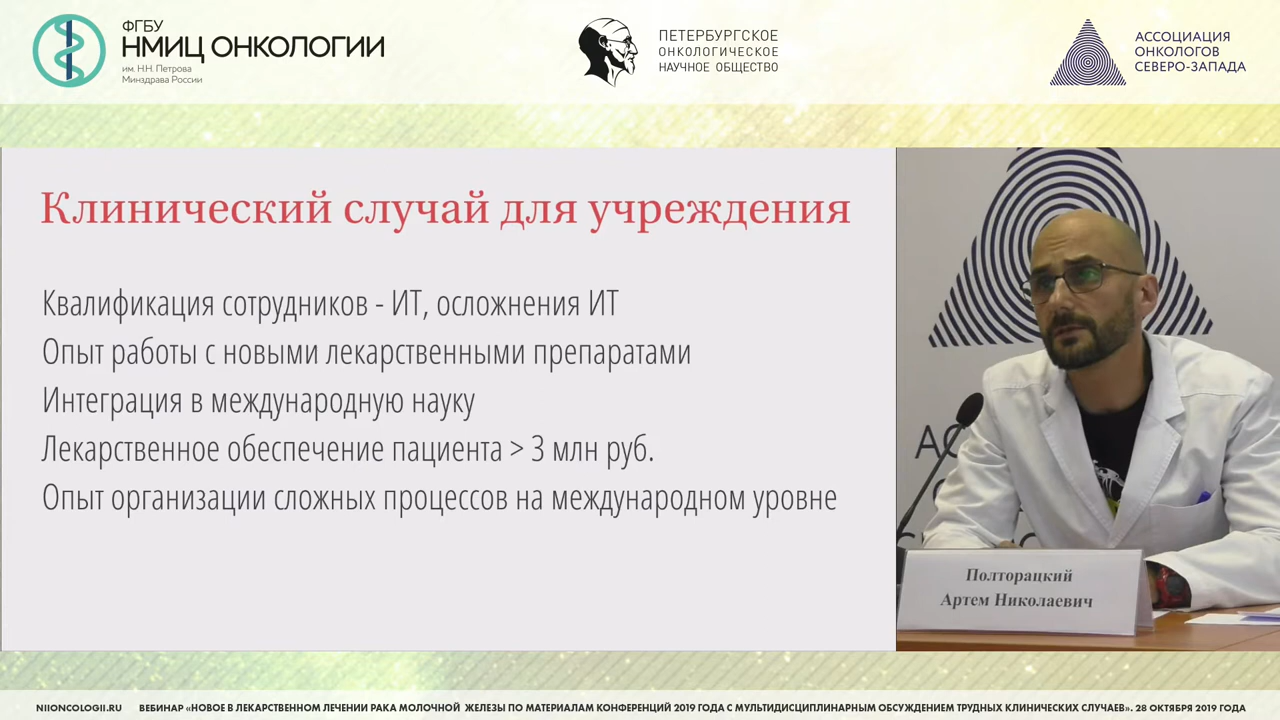 ФГБУ
НМИЦ ОНКОЛОГИИ
им. Н.Н. Петрова
Минздрава России
ПЕТЕРБУРГСКОЕ
ОНКОЛОГИЧЕСКОЕ
НАУЧНОЕ ОБЩЕСТВО
АССОЦИАЦИЯ
ОНКОЛОГОВ
СЕВЕРО-ЗАПАДА
Клинический случай для учреждения
Квалификация сотрудников - ИТ, осложнения ИТ
Опыт работы с новыми лекарственными препаратами
Интеграция в международную науку
Лекарственное обеспечение пациента > 3 млн руб.
Опыт организации сложных процессов на международном уровне
Полторацкий
Артем Николаевич
NIIONCOLOGII.RU ВЕБИНАР «НОВОЕ В ЛЕКАРСТВЕННОМ ЛЕЧЕНИИ РАКА МОЛОЧНОЙ ЖЕЛЕЗЫ ПО МАТЕРИАЛАМ КОНФЕРЕНЦИЙ 2019 ГОДА С МУЛЬТИДИСЦИПЛИНАРНЫМ ОБСУЖДЕНИЕМ ТРУДНЫХ КЛИНИЧЕСКИХ СЛУЧАЕВ». 28 ОКТЯБРЯ 2019 ГОДА